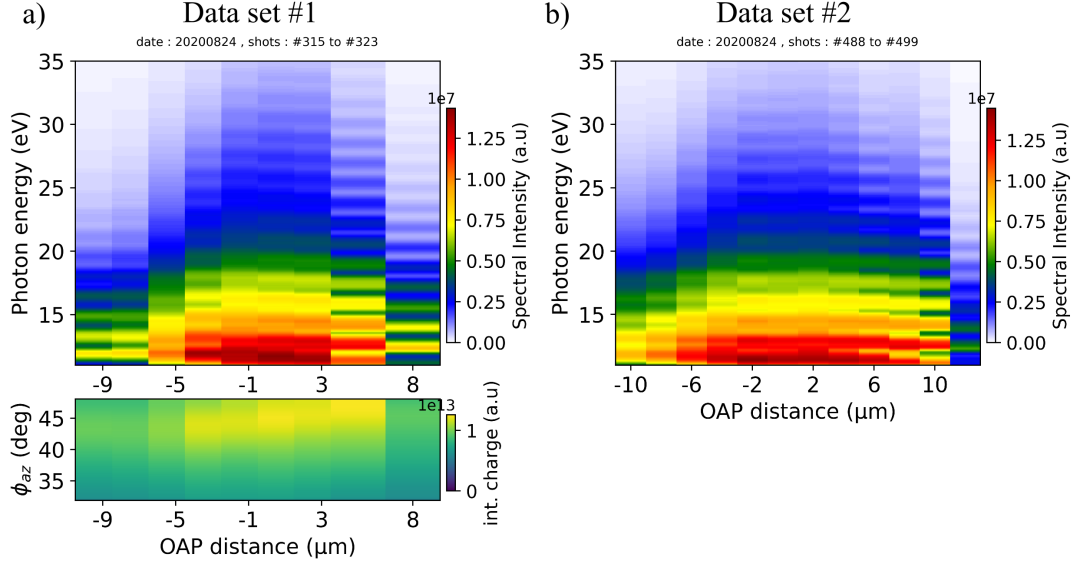 a)
Data set #1
date : 20200824 , shots : #315 to #323
35
30
25
20
15
Photon energy (eV)
-9 -5 -1 3 8
1e7
1.25
1.00
0.75
0.50
0.25
0.00
Spectral Intensity (a.u)
45
40
35
ϕaz (deg)
-9 -5 -1 3 8
OAP distance (μm)
1e13
1
0
int. charge (a.u)
b)
Data set #2
date : 20200824 , shots : #488 to #499
35
30
25
20
15
Photon energy (eV)
-10 -6 -2 2 6 10
OAP distance (μm)
1e7
1.25
1.00
0.75
0.50
0.25
0.00
Spectral Intensity (a.u)